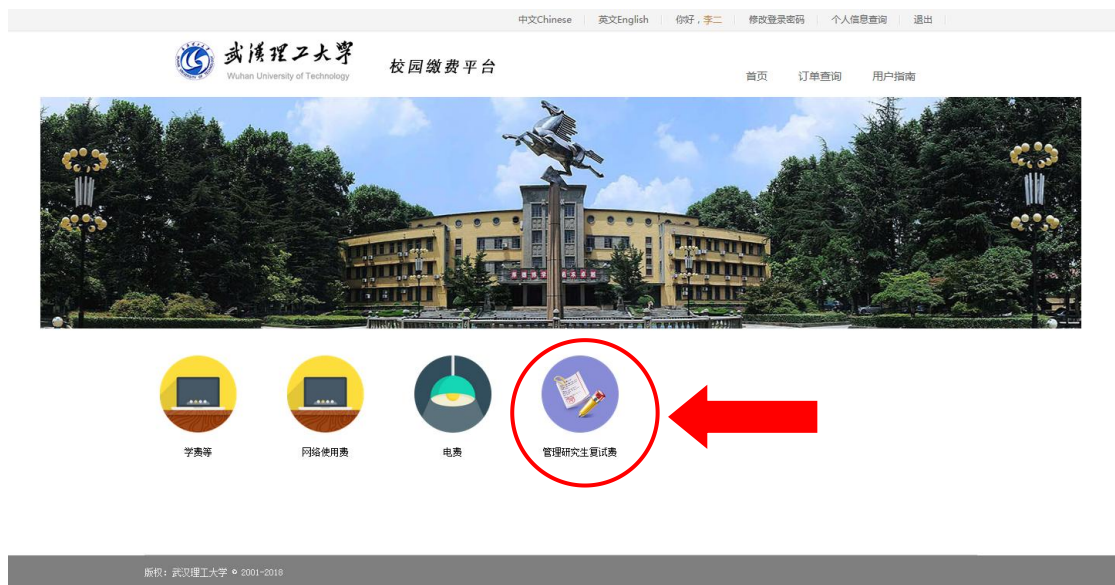 中文Chinese 英文English 你好，李二 修改登录密码 个人信息查询 退出
武汉理工大学
Wuhan University of Technology
校园缴费平台
首页 订单查询 用户指南
学费等 网络使用费 电费 管理研究生复试费
版权：武汉理工大学 © 2001-2016